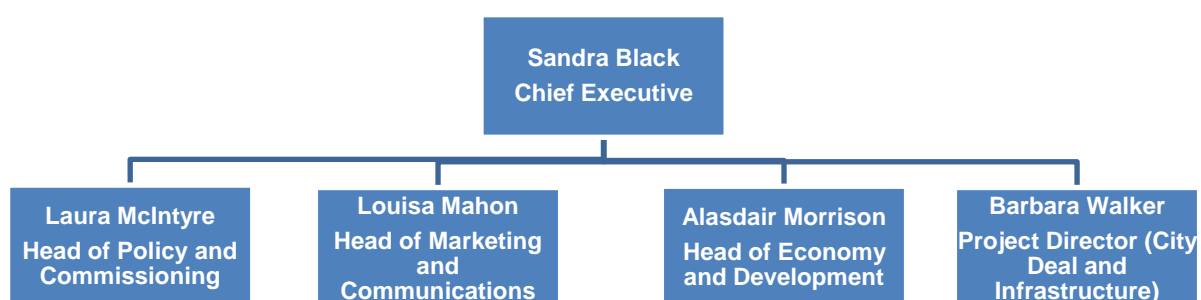 Sandra Black
Chief Executive
Laura McIntyre
Head of Policy and
Commissioning
Louisa Mahon
Head of Marketing
and
Communications
Alasdair Morrison
Head of Economy
and Development
Barbara Walker
Project Director (City
Deal and
Infrastructure)